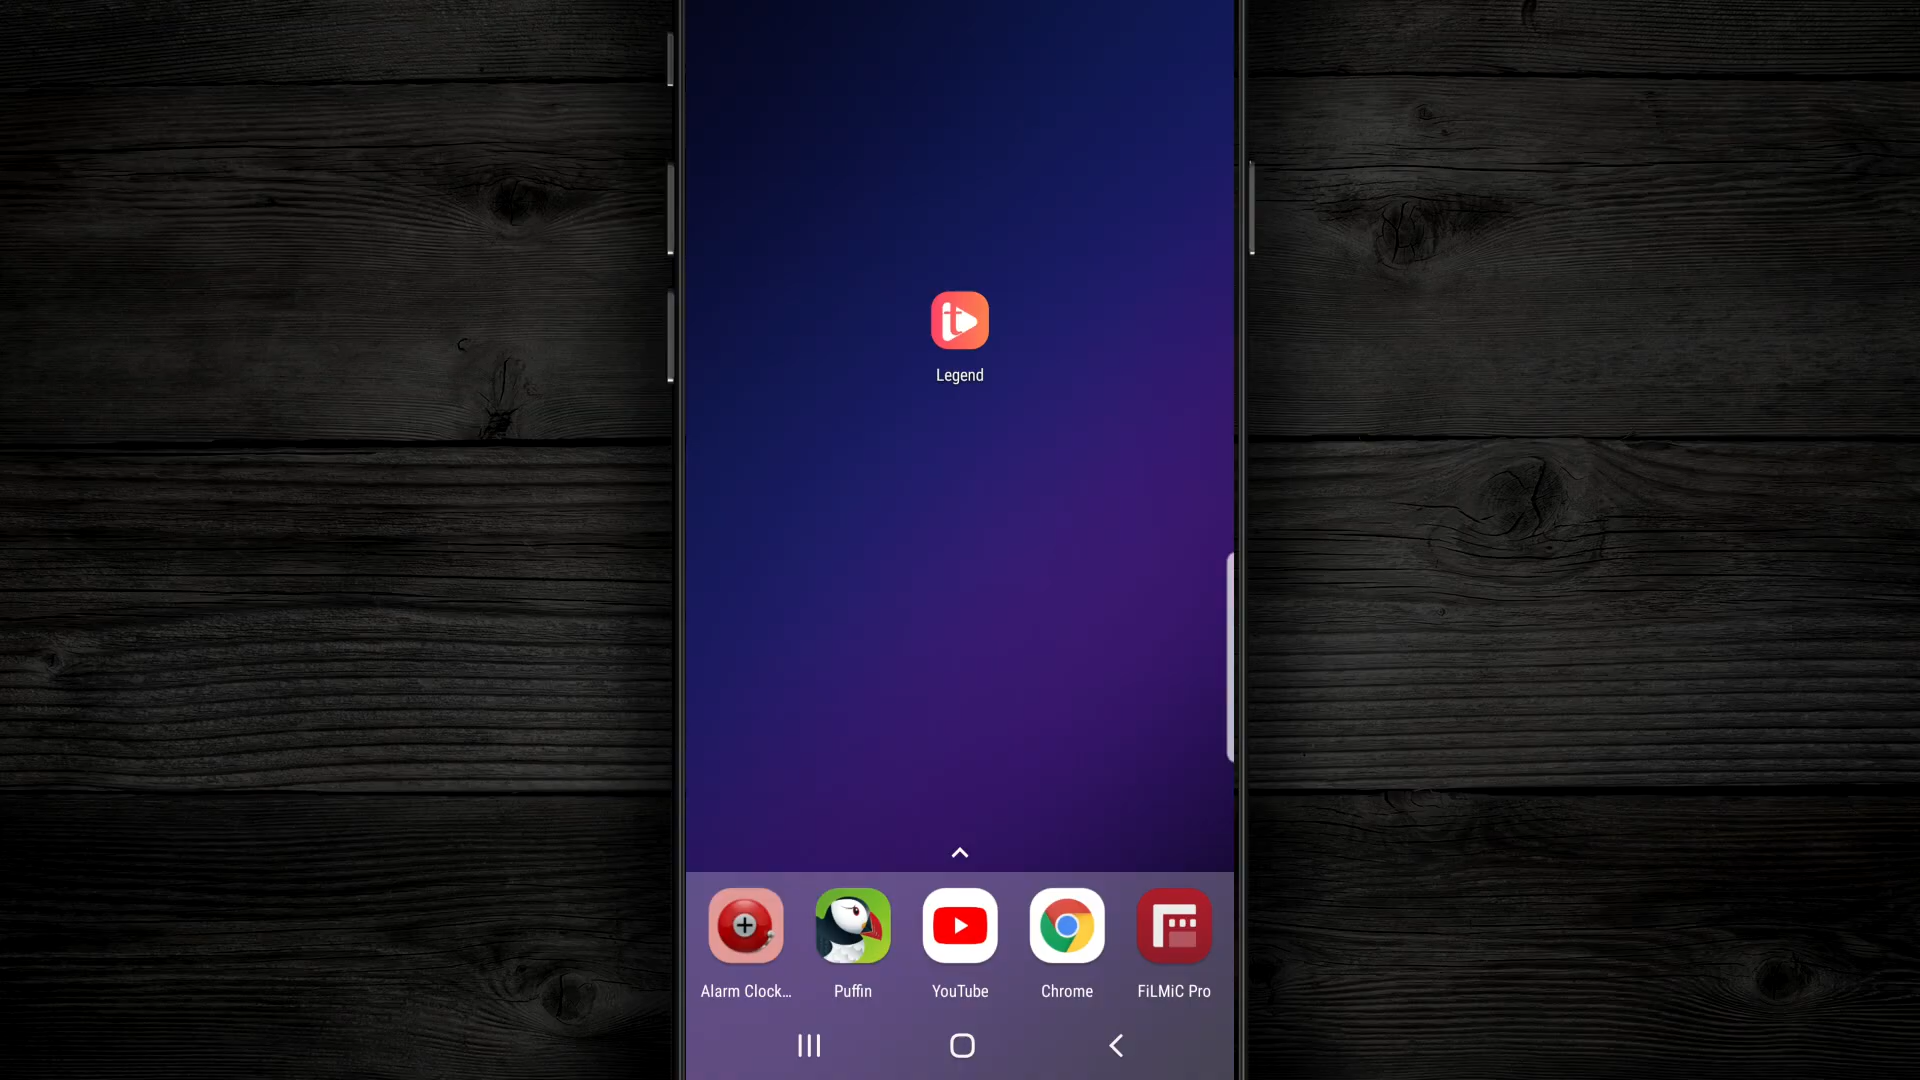 Legend
Alarm Clock...
Puffin
YouTube
Chrome
FiLMiC Pro